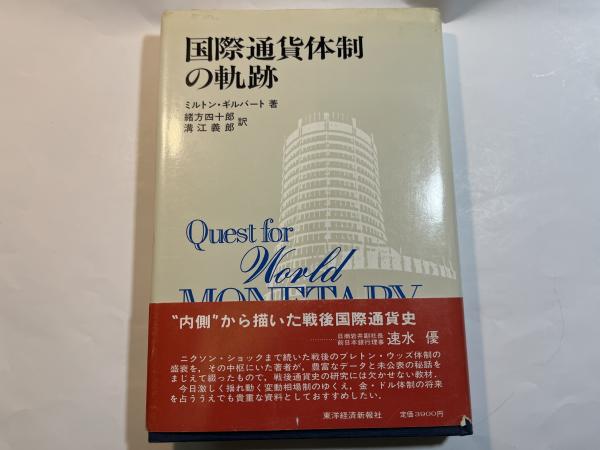 国際通貨体制
の軌跡
ミルトン・ギルバート 著
緒方四十郎
溝江義郎 訳
Quest for
World
MONETARY
“内側”から描いた戦後国際通貨史
日商岩井副社長
前日本銀行理事 速水 優
ニクソン・ショックまで続いた戦後のブレトン・ウッズ体制の
盛衰を，その中枢にいた著者が，豊富なデータと未公表の秘話を
まじえて綴ったもので，戦後通貨史の研究には欠かせない教材．
今日激しく揺れ動く変動相場制のゆくえ，金・ドル体制の将来
を占ううえでも貴重な資料としておすすめしたい．
東洋経済新報社 定価3900円